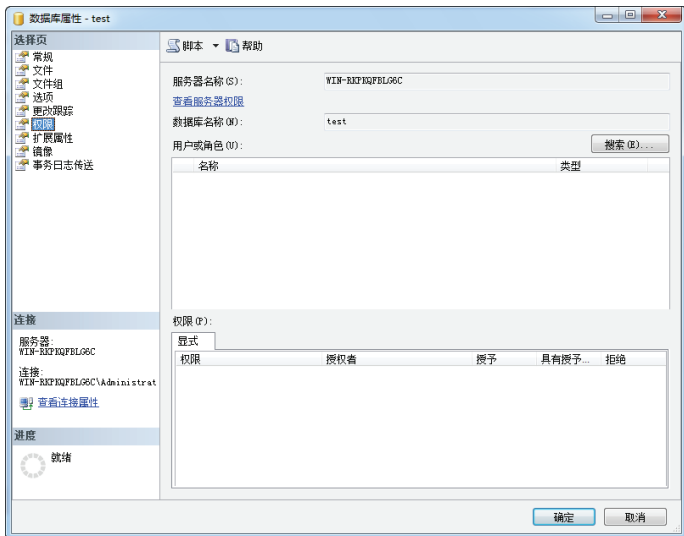 数据库属性 - test
选择页
常规
文件
文件组
选项
更改跟踪
权限
扩展属性
镜像
事务日志传送
脚本 帮助
服务器名称(S): WIN-RKPKQFBLG6C
查看服务器权限
数据库名称(N): test
用户或角色(U): 搜索(E)...
名称 类型
权限(P):
显式
权限 授权者 授予 具有授予... 拒绝
连接
服务器:
WIN-RKPKQFBLG6C
连接:
WIN-RKPKQFBLG6C\Administrat
查看连接属性
进度
就绪
确定 取消